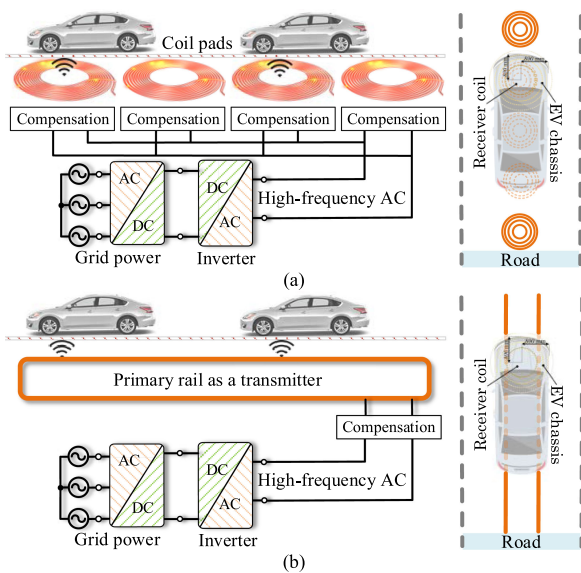 Coil pads
Compensation
Compensation
Compensation
Compensation
AC
DC
DC
AC
High-frequency AC
Grid power
Inverter
(a)
Receiver coil
EV chassis
Road
Primary rail as a transmitter
Compensation
AC
DC
DC
AC
High-frequency AC
Grid power
Inverter
(b)
Receiver coil
EV chassis
Road